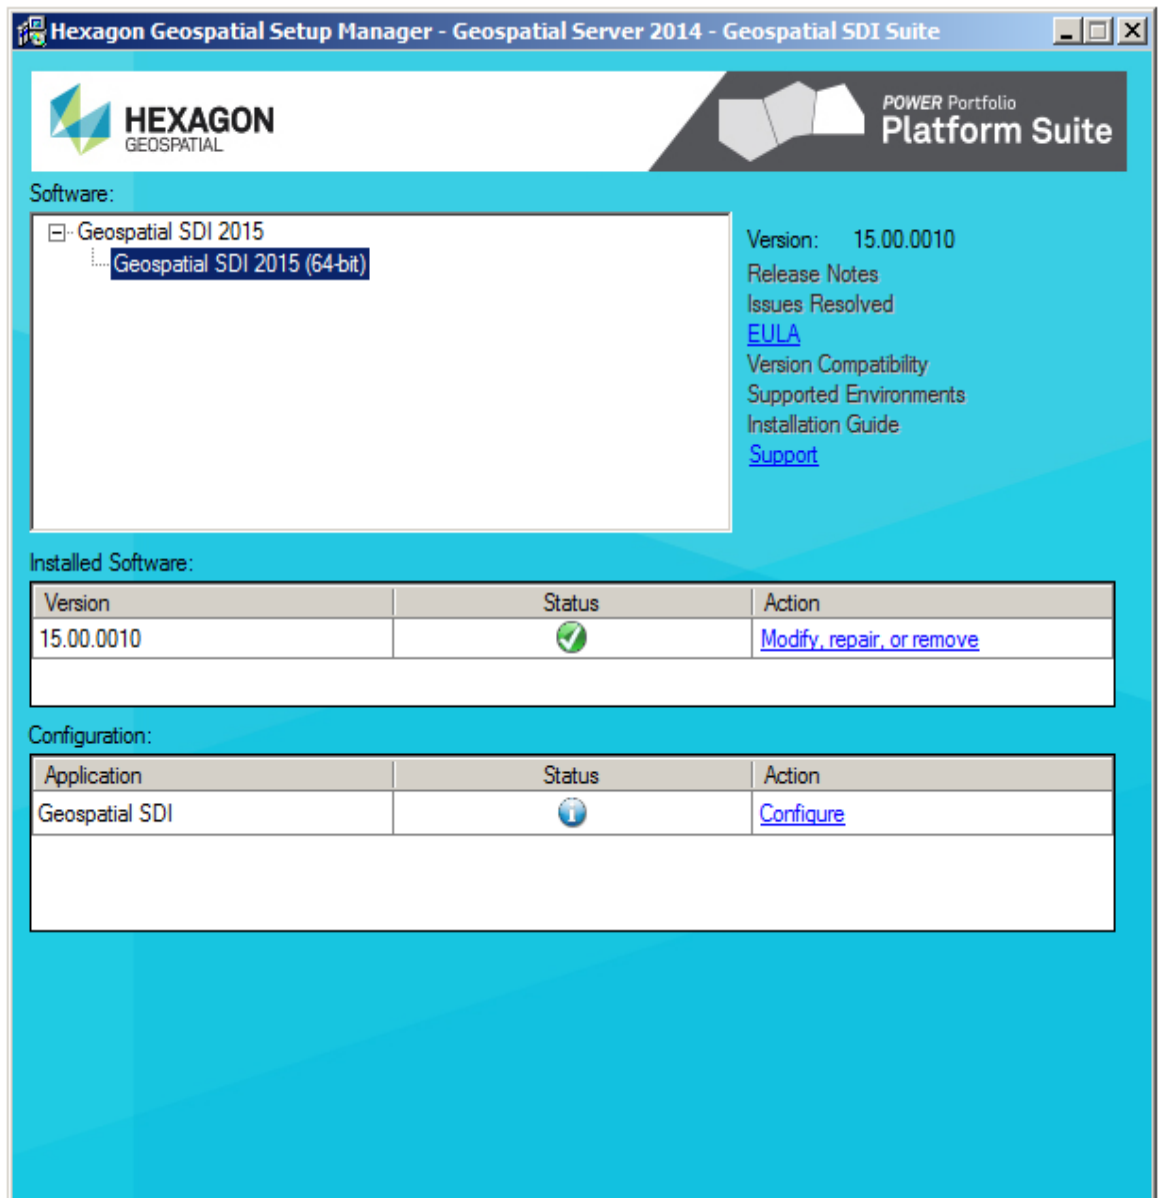 Hexagon Geospatial Setup Manager - Geospatial Server 2014 - Geospatial SDI Suite
HEXAGON
GEOSPATIAL
POWER Portfolio
Platform Suite
Software:
Geospatial SDI 2015
Geospatial SDI 2015 (64-bit)
Version: 15.00.0010
Release Notes
Issues Resolved
EULA
Version Compatibility
Supported Environments
Installation Guide
Support
Installed Software:
Version Status Action
15.00.0010 Modify, repair, or remove
Configuration:
Application Status Action
Geospatial SDI Configure